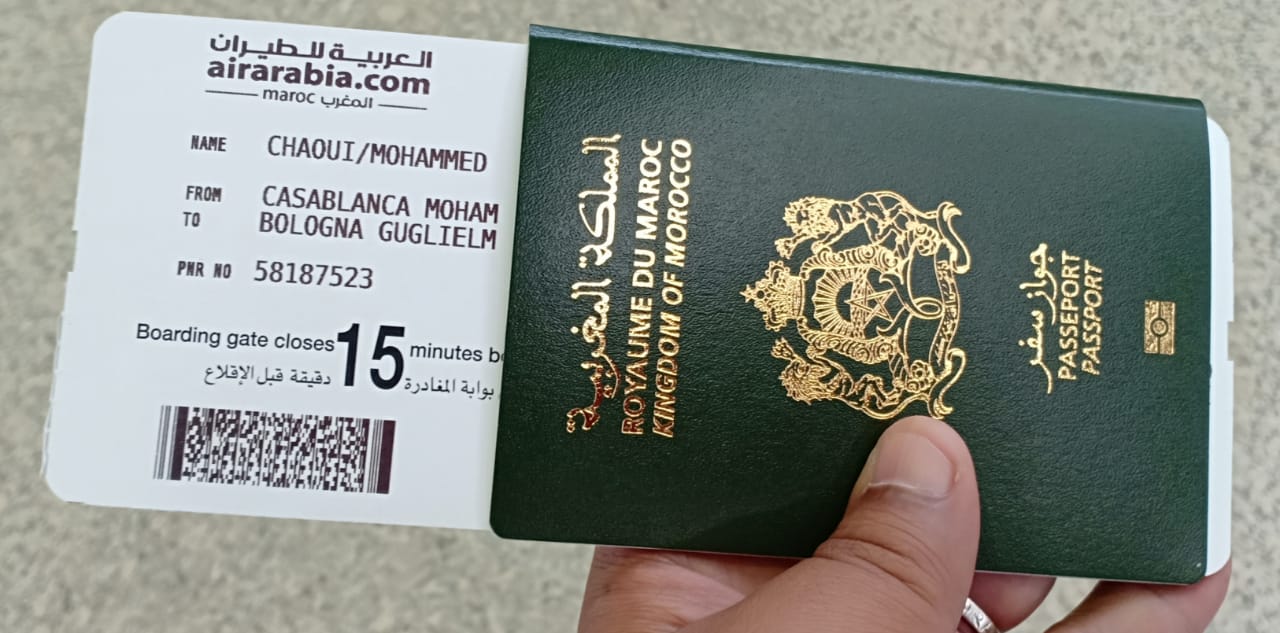 العربية للطيران
airarabia.com
maroc المغرب
NAME CHAOUI/MOHAMMED
FROM CASABLANCA MOHAM
TO BOLOGNA GUGLIELM
PNR NO 58187523
Boarding gate closes 15 minutes
بوابة المغادرة 15 دقيقة قبل الإقلاع
المملكة المغربية
ROYAUME DU MAROC
KINGDOM OF MOROCCO
جواز سفر
PASSEPORT
PASSPORT